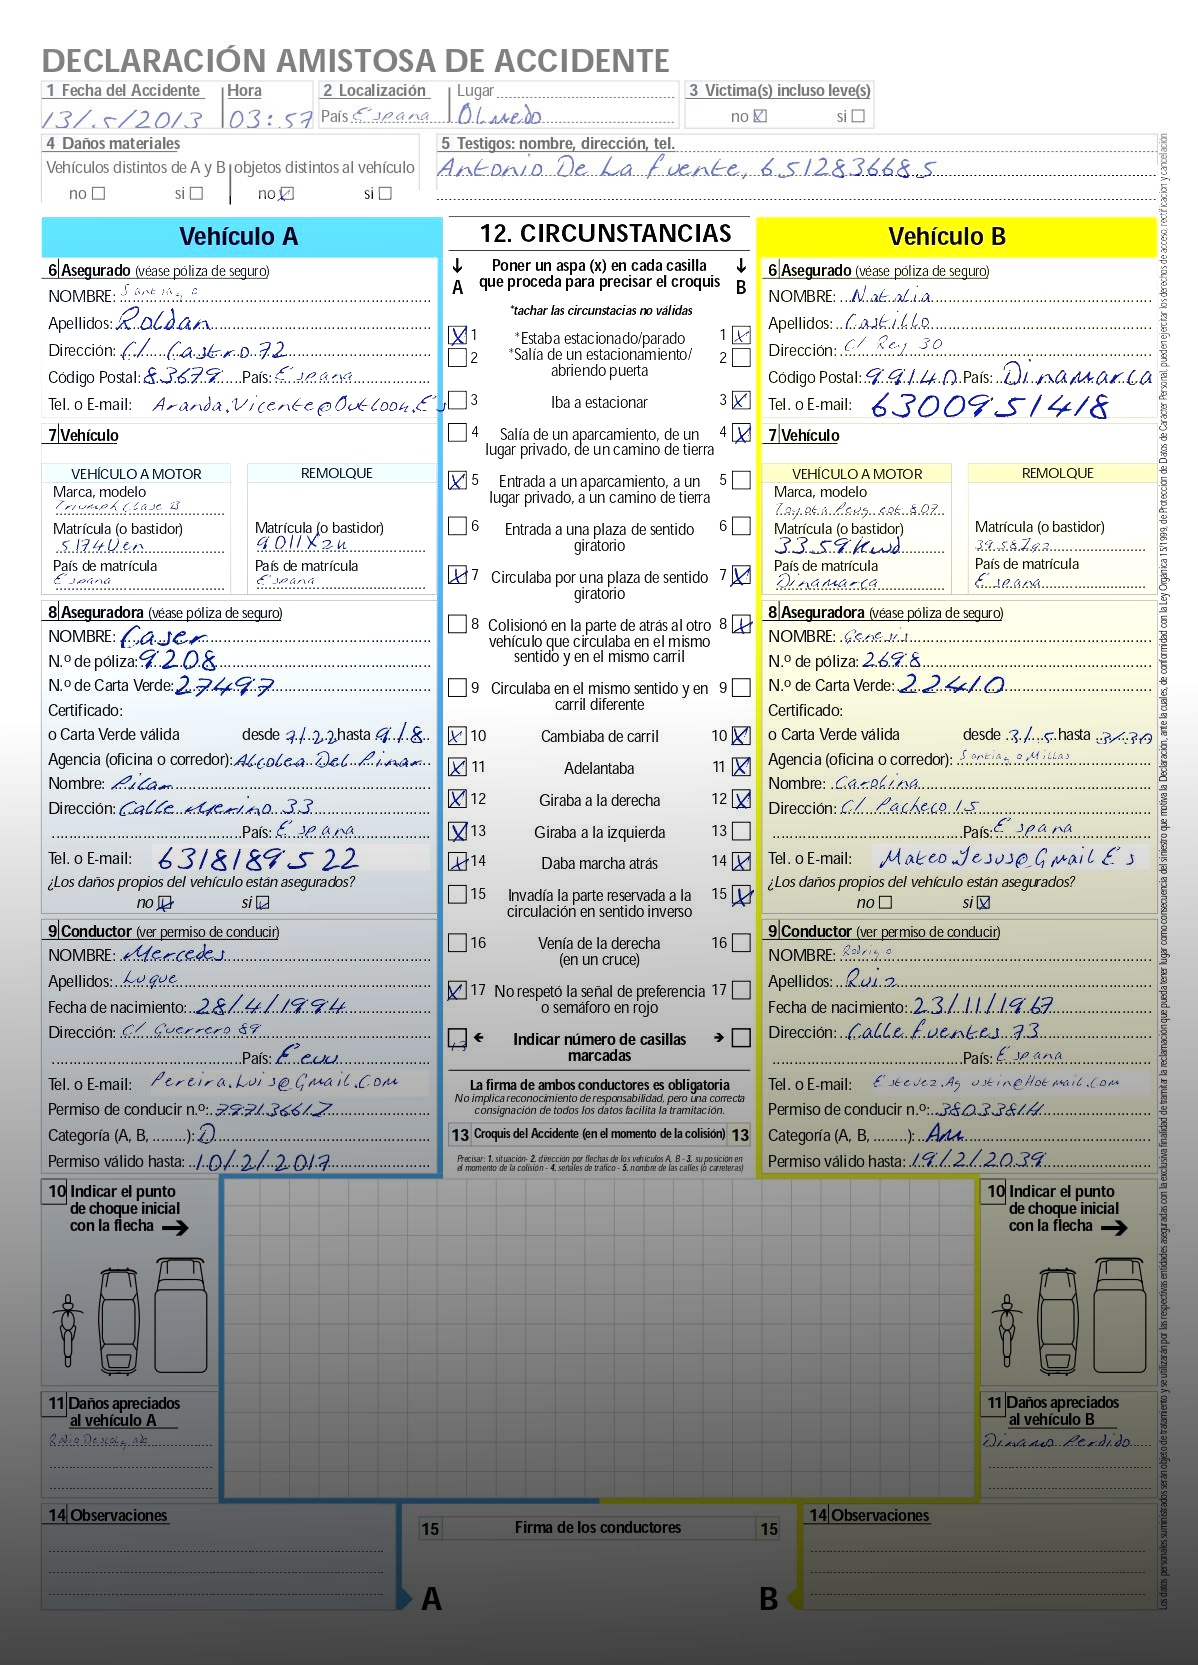 DECLARACIÓN AMISTOSA DE ACCIDENTE
1 Fecha del Accidente Hora 2 Localización Lugar 3 Victima(s) incluso leve(s)
13/5/2013 03:57 País Espana Olmedo no si
4 Daños materiales
Vehículos distintos de A y B objetos distintos al vehículo
no si no si
5 Testigos: nombre, dirección, tel.
Antonio De La Fuente, 6512836685
Vehículo A
6 Asegurado (véase póliza de seguro)
NOMBRE: Santiago
Apellidos: Roldan
Dirección: C/ Castro 72
Código Postal: 83679 País: Espana
Tel. o E-mail: Aranda.Vicente@Outlook.Es
7 Vehículo
VEHÍCULO A MOTOR REMOLQUE
Marca, modelo
Triumph Clase B
Matrícula (o bastidor) Matrícula (o bastidor)
5174Uen 9011Xzn
País de matrícula País de matrícula
Espana Espana
8 Aseguradora (véase póliza de seguro)
NOMBRE: Caser
N.º de póliza: 9208
N.º de Carta Verde: 27497
Certificado:
o Carta Verde válida desde 7/22 hasta 9/8
Agencia (oficina o corredor): Alcolea Del Pinar
Nombre: Pilar
Dirección: Calle Merino 33
País: Espana
Tel. o E-mail: 6318189522
¿Los daños propios del vehículo están asegurados?
no si
9 Conductor (ver permiso de conducir)
NOMBRE: Mercedes
Apellidos: Luque
Fecha de nacimiento: 28/4/1994
Dirección: C/ Guerrero 89
País: Eeuu
Tel. o E-mail: Pereira.Luis@Gmail.Com
Permiso de conducir n.º: 79713661Z
Categoría (A, B, ........): D
Permiso válido hasta: 10/2/2017
12. CIRCUNSTANCIAS
A B
Poner un aspa (x) en cada casilla
que proceda para precisar el croquis
*tachar las circunstacias no validas
1 *Estaba estacionado/parado 1
2 *Salía de un estacionamiento/ 2
abriendo puerta
3 Iba a estacionar 3
4 Salía de un aparcamiento, de un 4
lugar privado, de un camino de tierra
5 Entrada a un aparcamiento, a un 5
lugar privado, a un camino de tierra
6 Entrada a una plaza de sentido 6
giratorio
7 Circulaba por una plaza de sentido 7
giratorio
8 Colisionó en la parte de atrás al otro 8
vehículo que circulaba en el mismo
sentido y en el mismo carril
9 Circulaba en el mismo sentido y en 9
carril diferente
10 Cambiaba de carril 10
11 Adelantaba 11
12 Giraba a la derecha 12
13 Giraba a la izquierda 13
14 Daba marcha atrás 14
15 Invadía la parte reservada a la 15
circulación en sentido inverso
16 Venía de la derecha 16
(en un cruce)
17 No respetó la señal de preferencia 17
o semáforo en rojo
13 Indicar número de casillas
marcadas
La firma de ambos conductores es obligatoria
No implica reconocimiento de responsabilidad, pero una correcta
consignación de todos los datos facilita la tramitación.
13 Croquis del Accidente (en el momento de la colisión) 13
Precisar: 1. situación- 2. dirección por flechas de los vehículos A, B - 3. su posición en
el momento de la colisión - 4. señales de tráfico - 5. nombre de las calles (o carreteras)
Vehículo B
6 Asegurado (véase póliza de seguro)
NOMBRE: Natalia
Apellidos: Castillo
Dirección: C/ Rey 30
Código Postal: 99140 País: Dinamarca
Tel. o E-mail: 6300951418
7 Vehículo
VEHÍCULO A MOTOR REMOLQUE
Marca, modelo
Toyota Peugeot 807
Matrícula (o bastidor) Matrícula (o bastidor)
3359Kwd 3958Zgz
País de matrícula País de matrícula
Dinamarca Espana
8 Aseguradora (véase póliza de seguro)
NOMBRE: Genesis
N.º de póliza: 2698
N.º de Carta Verde: 22410
Certificado:
o Carta Verde válida desde 31/5 hasta 3/30
Agencia (oficina o corredor): Santiago Millas
Nombre: Carolina
Dirección: C/ Pacheco 15
País: Espana
Tel. o E-mail: MateoJesus@Gmail Es
¿Los daños propios del vehículo están asegurados?
no si
9 Conductor (ver permiso de conducir)
NOMBRE: Rodrigo
Apellidos: Ruiz
Fecha de nacimiento: 23/11/1967
Dirección: Calle Fuentes 73
País: Espana
Tel. o E-mail: Estevez.Agustin@Hotmail.Com
Permiso de conducir n.º: 3803381H
Categoría (A, B, ........): Am
Permiso válido hasta: 19/2/2039
10 Indicar el punto
de choque inicial
con la flecha
11 Daños apreciados
al vehículo A
Radio Descolgado
10 Indicar el punto
de choque inicial
con la flecha
11 Daños apreciados
al vehículo B
Dinamo Perdido
14 Observaciones
15 Firma de los conductores 15
A B
14 Observaciones
Los datos personales suministrados serán objeto de tratamiento y se utilizarán por las respectivas entidades aseguradas con la exclusiva finalidad de tramitar la reclamación que pueda tener lugar como consecuencia del siniestro que motiva la Declaración, ante la cuales, de conformidad con la Ley Orgánica 15/1999, de Protección de Datos de Carácter Personal, pueden ejercitar los derechos de acceso, rectificación y cancelación